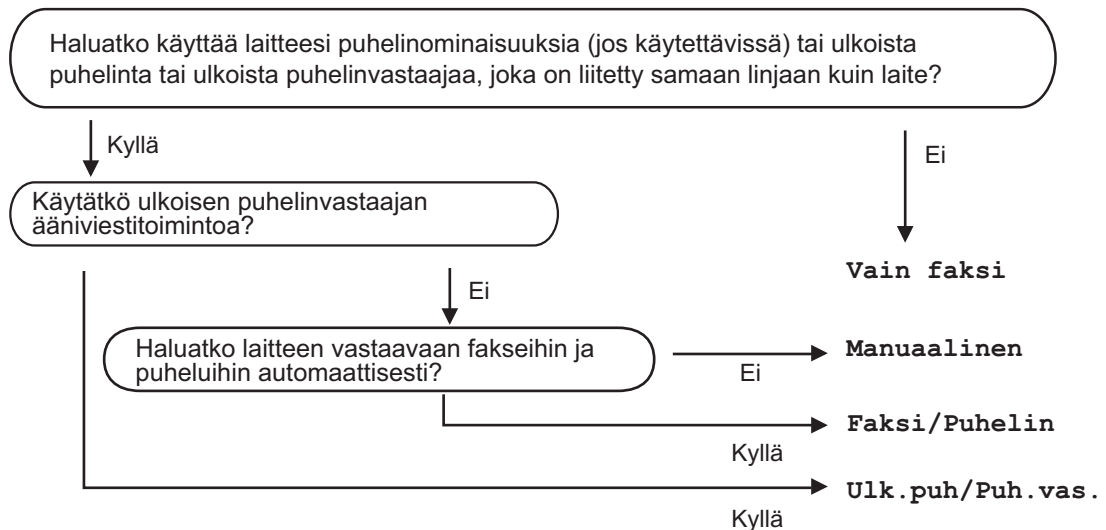 Haluatko käyttää laitteesi puhelinominaisuuksia (jos käytettävissä) tai ulkoista
puhelinta tai ulkoista puhelinvastaajaa, joka on liitetty samaan linjaan kuin laite?
Kyllä
Ei
Käytätkö ulkoisen puhelinvastaajan
ääniviestitoimintoa?
Vain faksi
Ei
Haluatko laitteen vastaavaan fakseihin ja
puheluihin automaattisesti?
Manuaalinen
Ei
Faksi/Puhelin
Kyllä
Ulk.puh/Puh.vas.
Kyllä